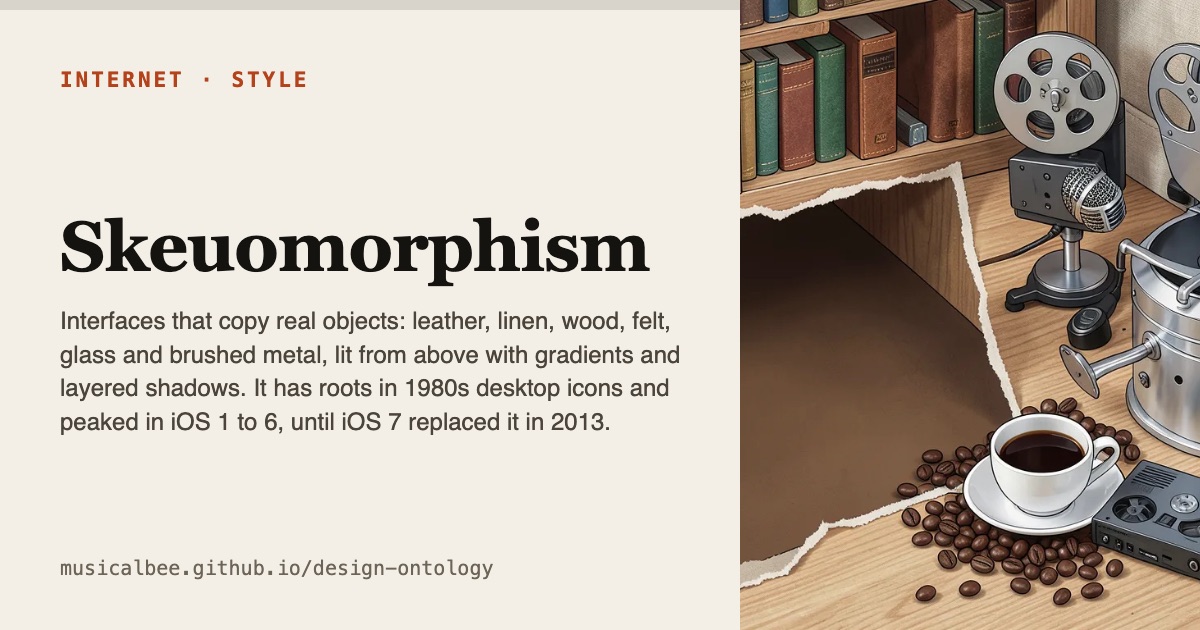 INTERNET · STYLE
Skeuomorphism
Interfaces that copy real objects: leather, linen, wood, felt,
glass and brushed metal, lit from above with gradients and
layered shadows. It has roots in 1980s desktop icons and
peaked in iOS 1 to 6, until iOS 7 replaced it in 2013.
musicalbee.github.io/design-ontology